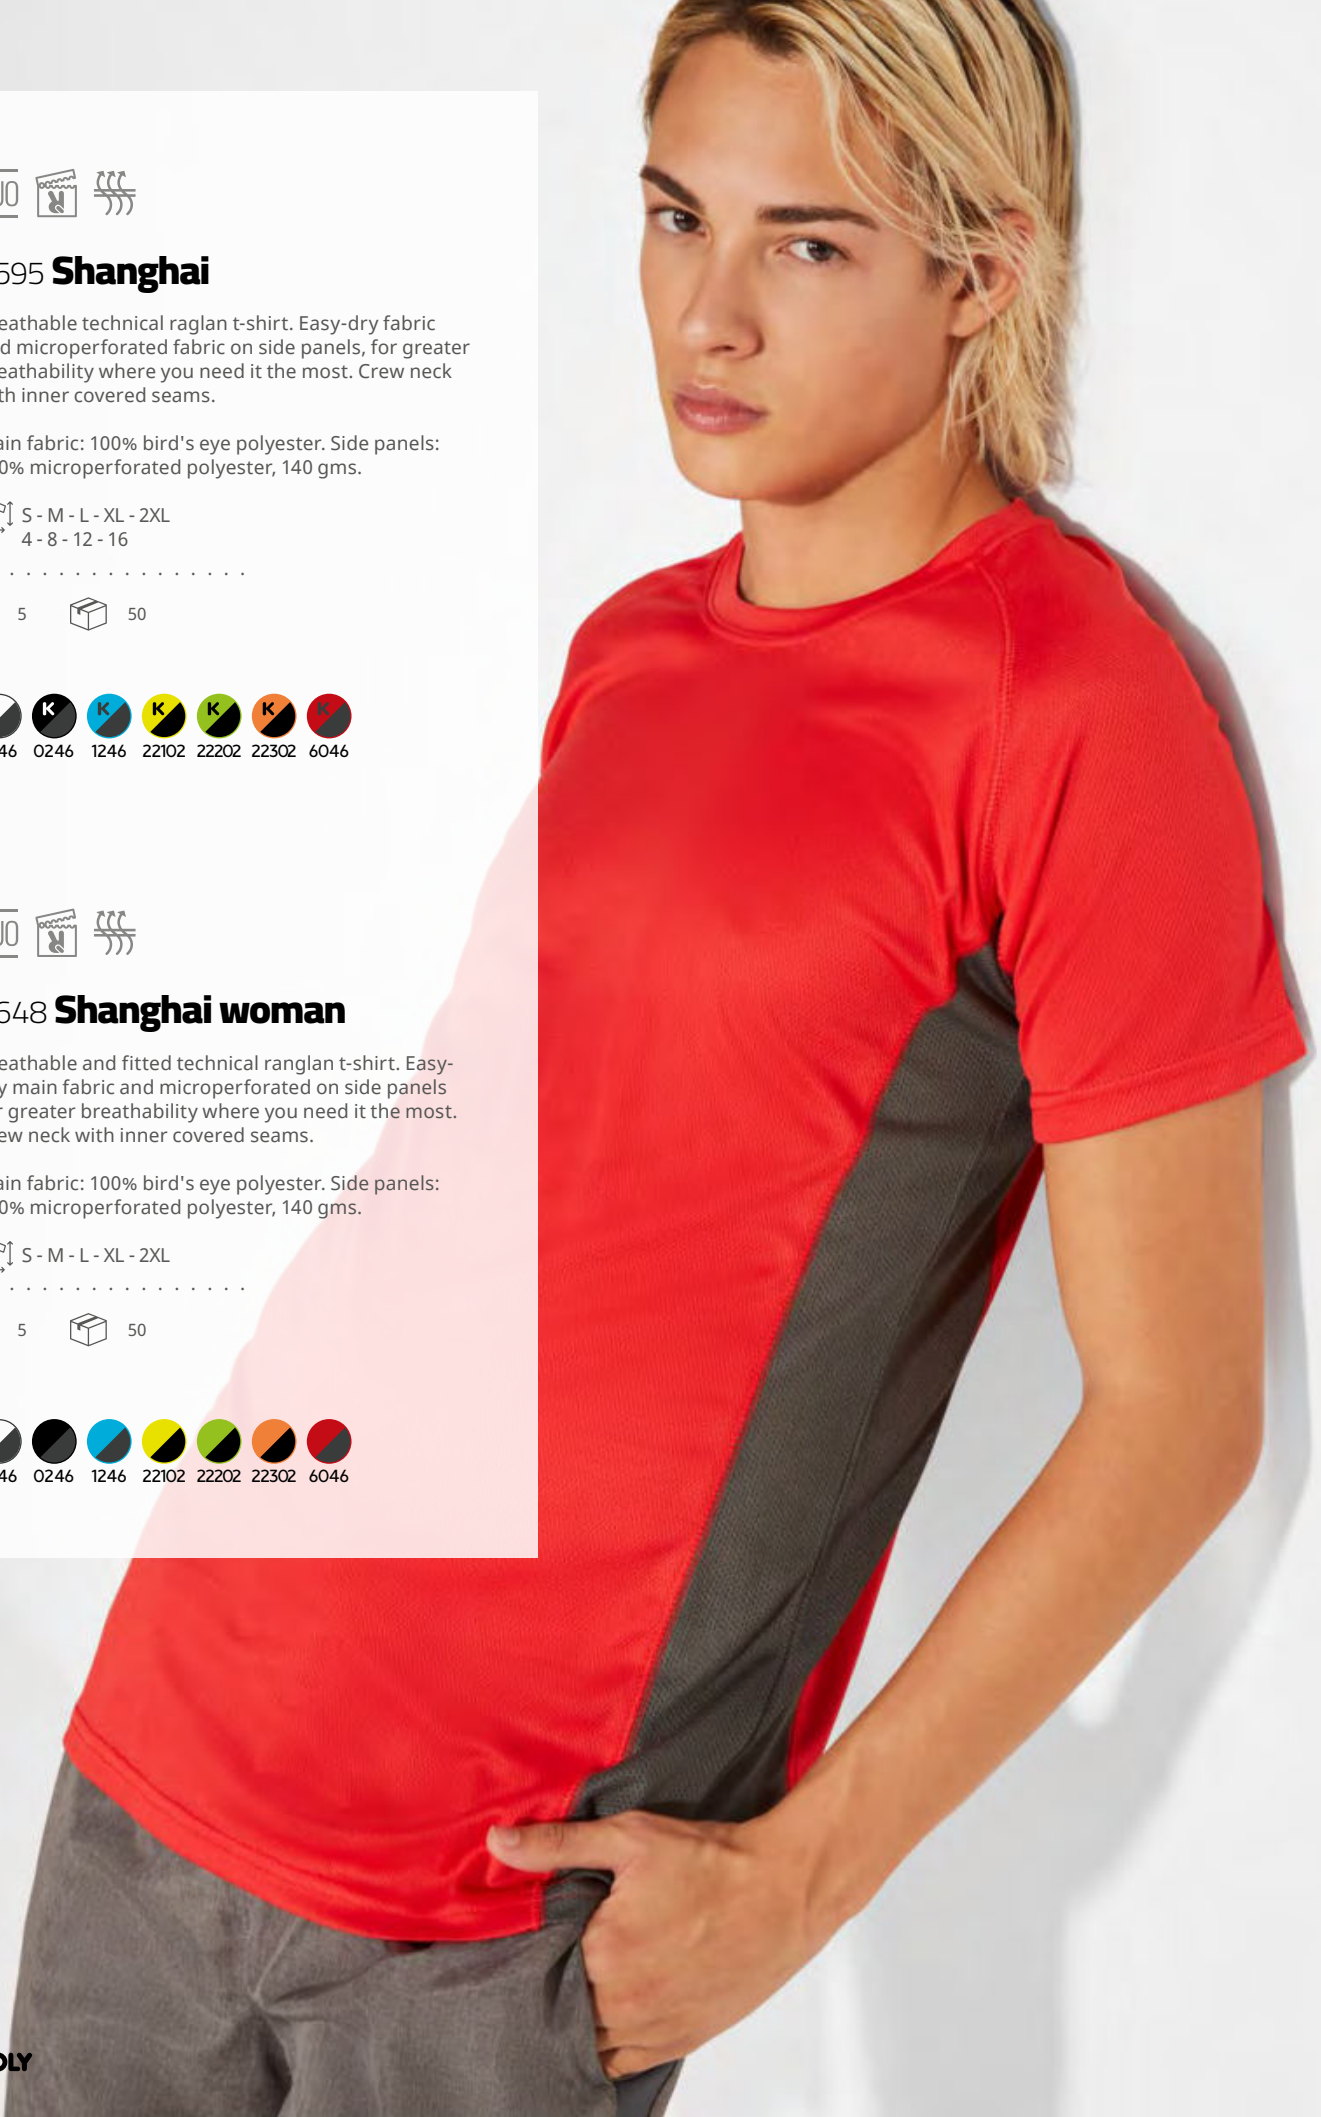 UO
595 Shanghai
eathable technical raglan t-shirt. Easy-dry fabric
d microperforated fabric on side panels, for greater
eathability where you need it the most. Crew neck
th inner covered seams.
ain fabric: 100% bird's eye polyester. Side panels:
0% microperforated polyester, 140 gms.
S - M - L - XL - 2XL
4 - 8 - 12 - 16
5 50
K K K K K K
46 0246 1246 22102 22202 22302 6046
UO
648 Shanghai woman
eathable and fitted technical ranglan t-shirt. Easy-
y main fabric and microperforated on side panels
r greater breathability where you need it the most.
ew neck with inner covered seams.
ain fabric: 100% bird's eye polyester. Side panels:
0% microperforated polyester, 140 gms.
S - M - L - XL - 2XL
5 50
46 0246 1246 22102 22202 22302 6046
OLY